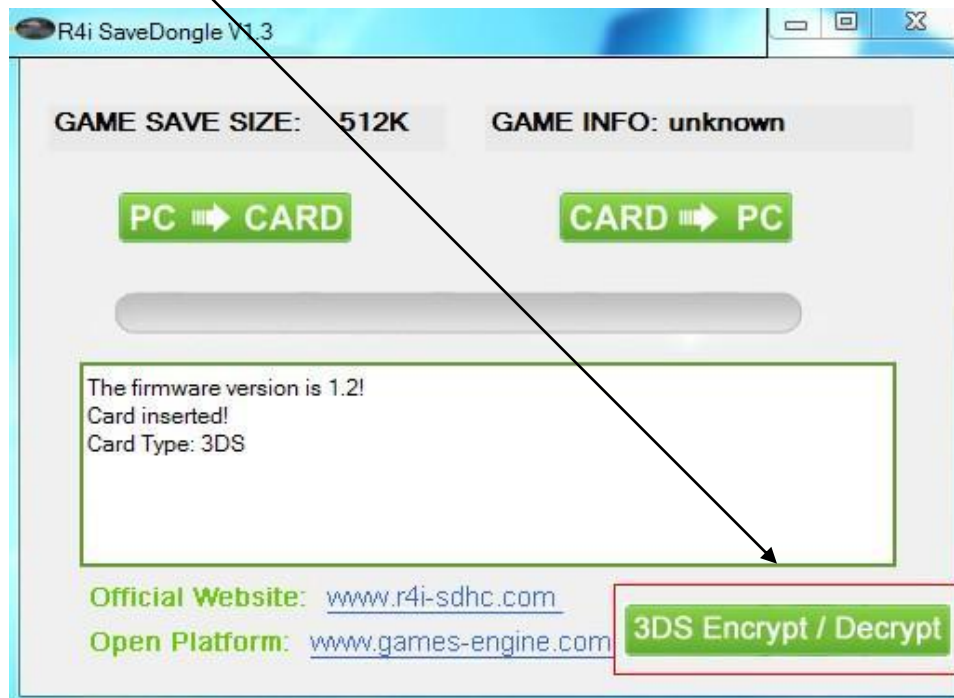 R4i SaveDongle V1.3
GAME SAVE SIZE: 512K GAME INFO: unknown
PC CARD CARD PC
The firmware version is 1.2!
Card inserted!
Card Type: 3DS
Official Website: www.r4i-sdhc.com
Open Platform: www.games-engine.com
3DS Encrypt / Decrypt